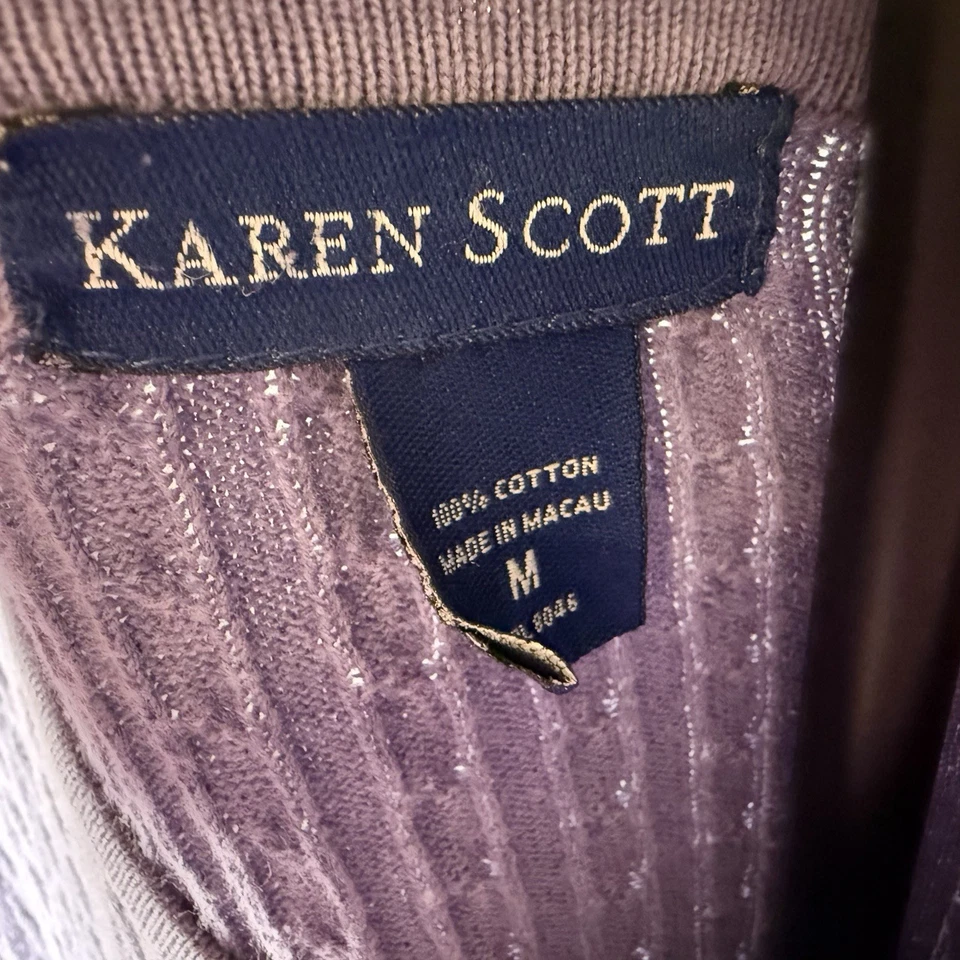 KAREN SCOTT
100% COTTON
MADE IN MACAU
M